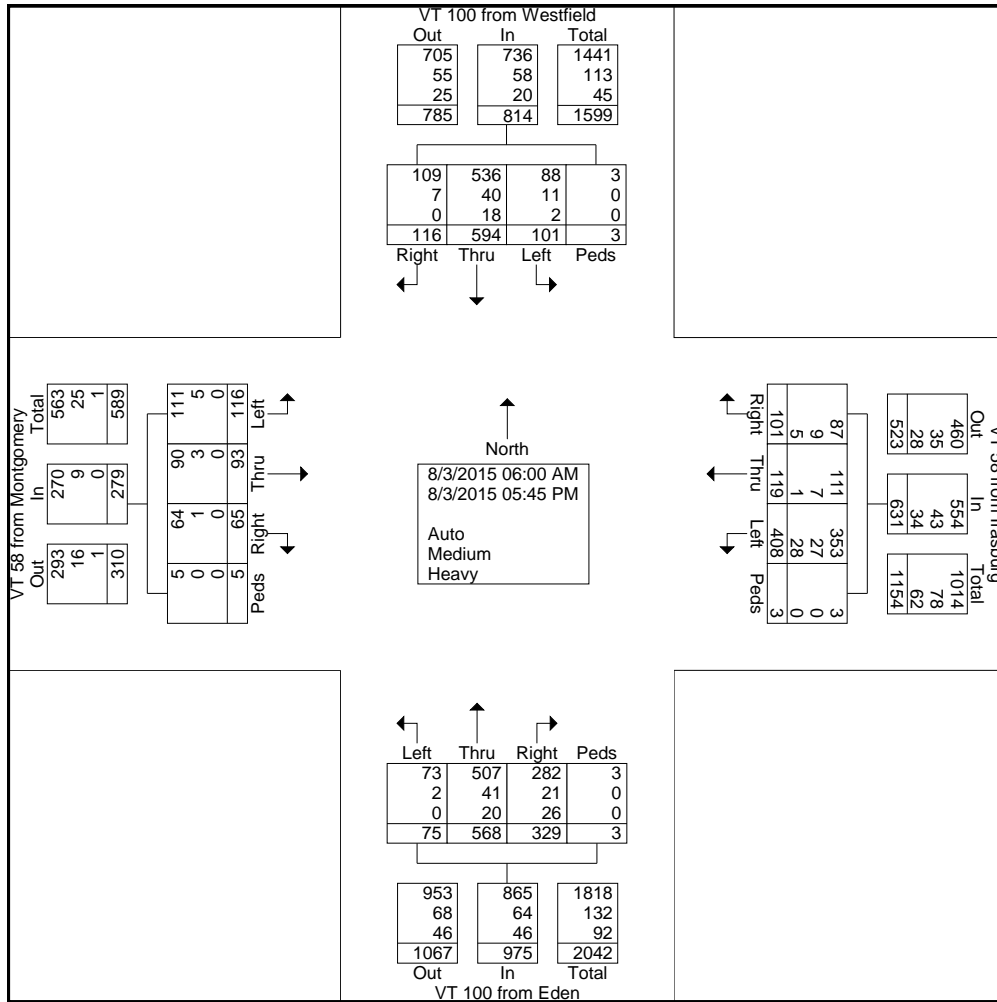 VT 100 from Westfield
Out In Total
705 736 1441
55 58 113
25 20 45
785 814 1599
109 536 88 3
7 40 11 0
0 18 2 0
116 594 101 3
Right Thru Left Peds
VT 58 from Montgomery
Total In Out
563 25 1 589
270 9 0 279
293 16 1 310
111 5 0 116 Left
90 3 0 93 Thru
64 1 0 65 Right
5 0 0 5 Peds
North
8/3/2015 06:00 AM
8/3/2015 05:45 PM
Auto
Medium
Heavy
Right Thru Left Peds
87 9 5 101
111 7 1 119
353 27 28 408
3 0 0 3
VT 58 from Irasburg
Out In Total
460 35 28 523
554 43 34 631
1014 78 62 1154
Left Thru Right Peds
73 507 282 3
2 41 21 0
0 20 26 0
75 568 329 3
953 865 1818
68 64 132
46 46 92
1067 975 2042
Out In Total
VT 100 from Eden